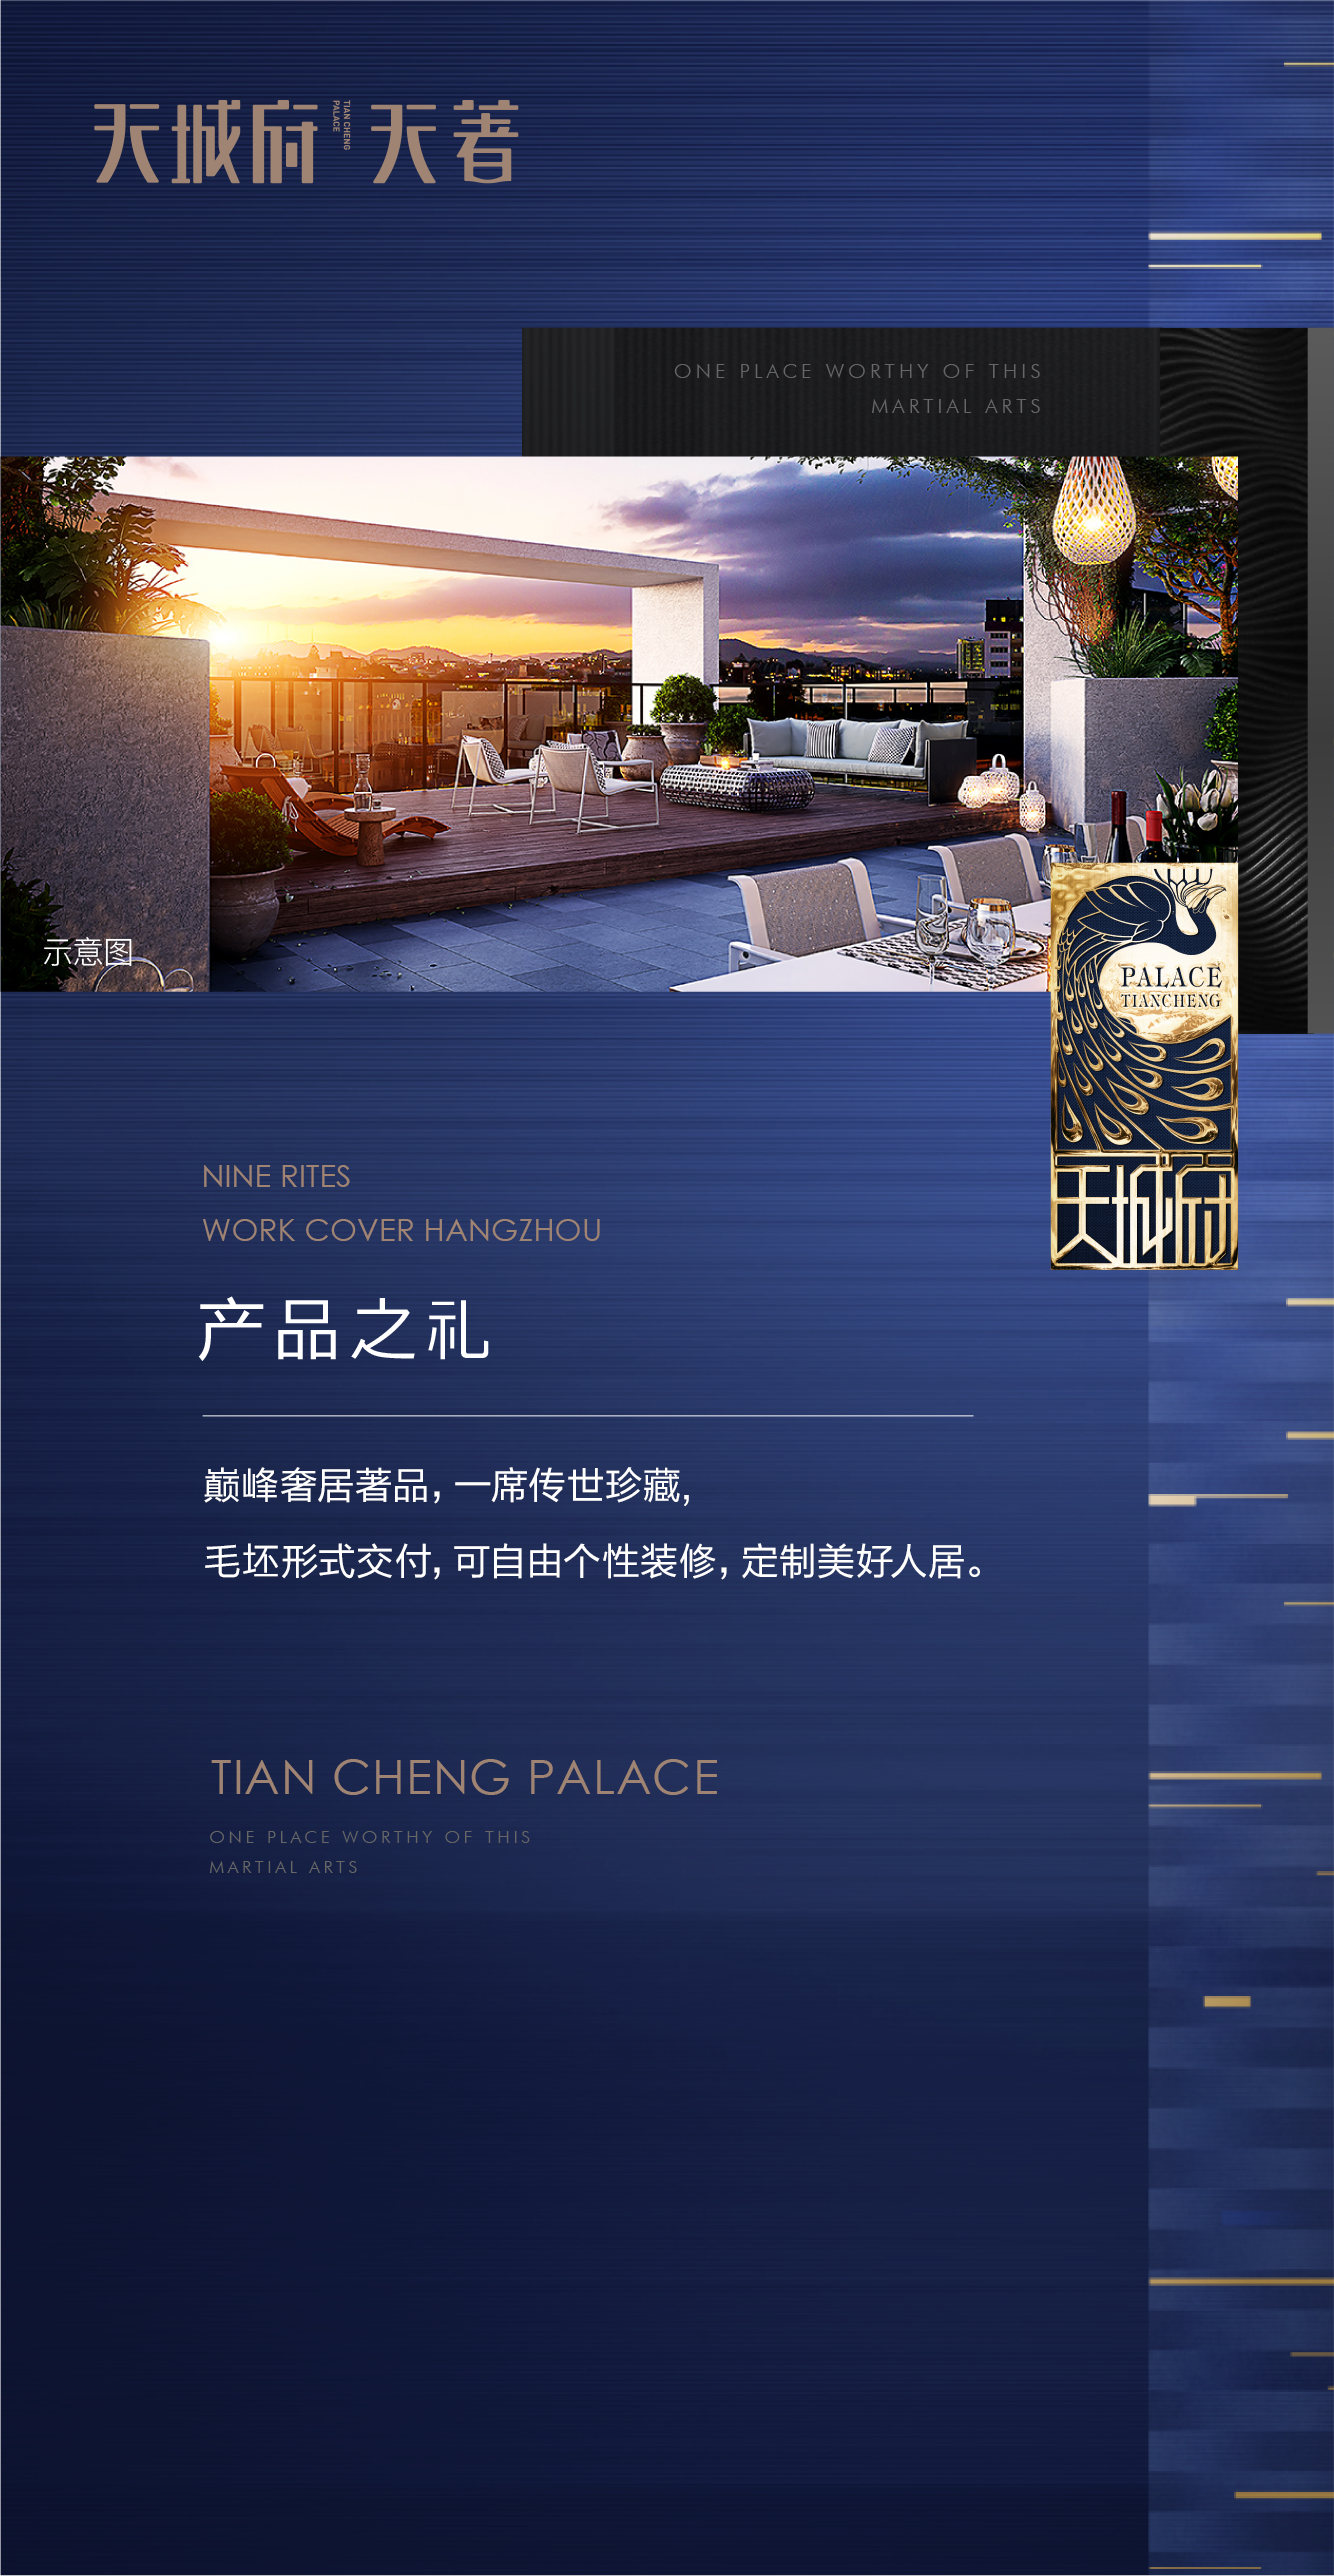 天城府
TIAN CHENG
PALACE
天著
ONE PLACE WORTHY OF THIS
MARTIAL ARTS
示意图
PALACE
TIANCHENG
天城府
NINE RITES
WORK COVER HANGZHOU
产品之礼
巅峰奢居著品，一席传世珍藏，
毛坯形式交付，可自由个性装修，定制美好人居。
TIAN CHENG PALACE
ONE PLACE WORTHY OF THIS
MARTIAL ARTS